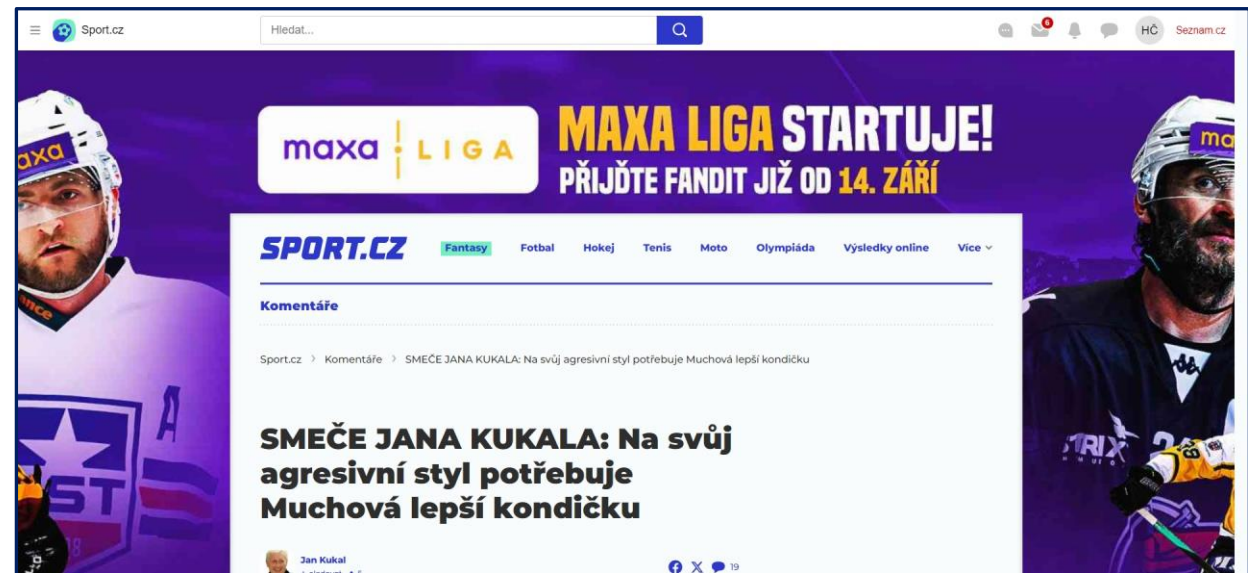 Sport.cz
Hledat...
6
HČ
Seznam.cz
maxa LIGA
MAXA LIGA STARTUJE!
PŘIJĎTE FANDIT JIŽ OD 14. ZÁŘÍ
maxa
SPORT.CZ Fantasy Fotbal Hokej Tenis Moto Olympiáda Výsledky online Více
Komentáře
Sport.cz > Komentáře > SMEČE JANA KUKALA: Na svůj agresivní styl potřebuje Muchová lepší kondičku
A
SMEČE JANA KUKALA: Na svůj
agresivní styl potřebuje
Muchová lepší kondičku
Jan Kukal
19